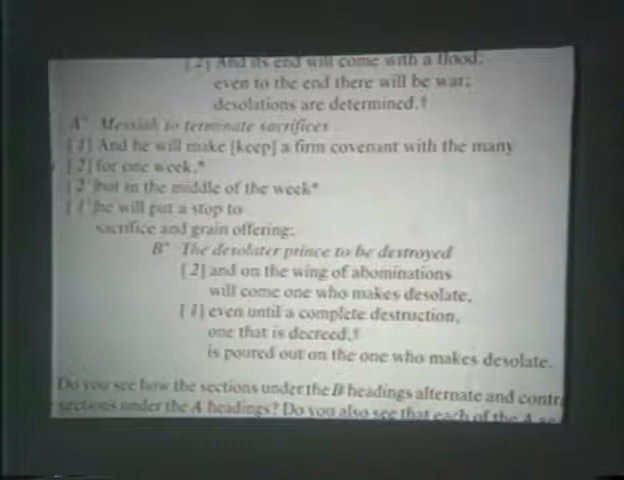 [2] And its end will come with a flood;
even to the end there will be war;
desolations are determined.†
A" Messiah to terminate sacrifices
[1] And he will make [keep] a firm covenant with the many
[2] for one week,*
[2' but in the middle of the week*
[1' he will put a stop to
sacrifice and grain offering;
B" The desolater prince to be destroyed
[2] and on the wing of abominations
will come one who makes desolate,
[1] even until a complete destruction,
one that is decreed,†
is poured out on the one who makes desolate.
Do you see how the sections under the B headings alternate and contr
sections under the A headings? Do you also see that each of the A se